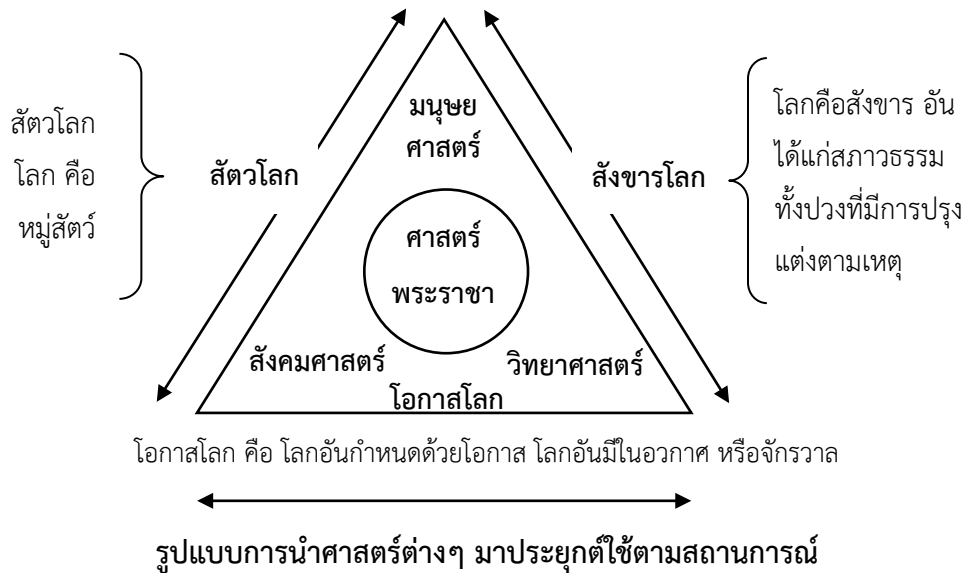 มนุษย
ศาสตร์
สัตวโลก
โลก คือ
หมู่สัตว์
สัตวโลก
สังขารโลก
โลกคือสังขาร อัน
ได้แก่สภาวธรรม
ทั้งปวงที่มีการปรุง
แต่งตามเหตุ
ศาสตร์
พระราชา
สังคมศาสตร์
วิทยาศาสตร์
โอกาสโลก
โอกาสโลก คือ โลกอันกำหนดด้วยโอกาส โลกอันมีในอวกาศ หรือจักรวาล
รูปแบบการนำศาสตร์ต่างๆ มาประยุกต์ใช้ตามสถานการณ์